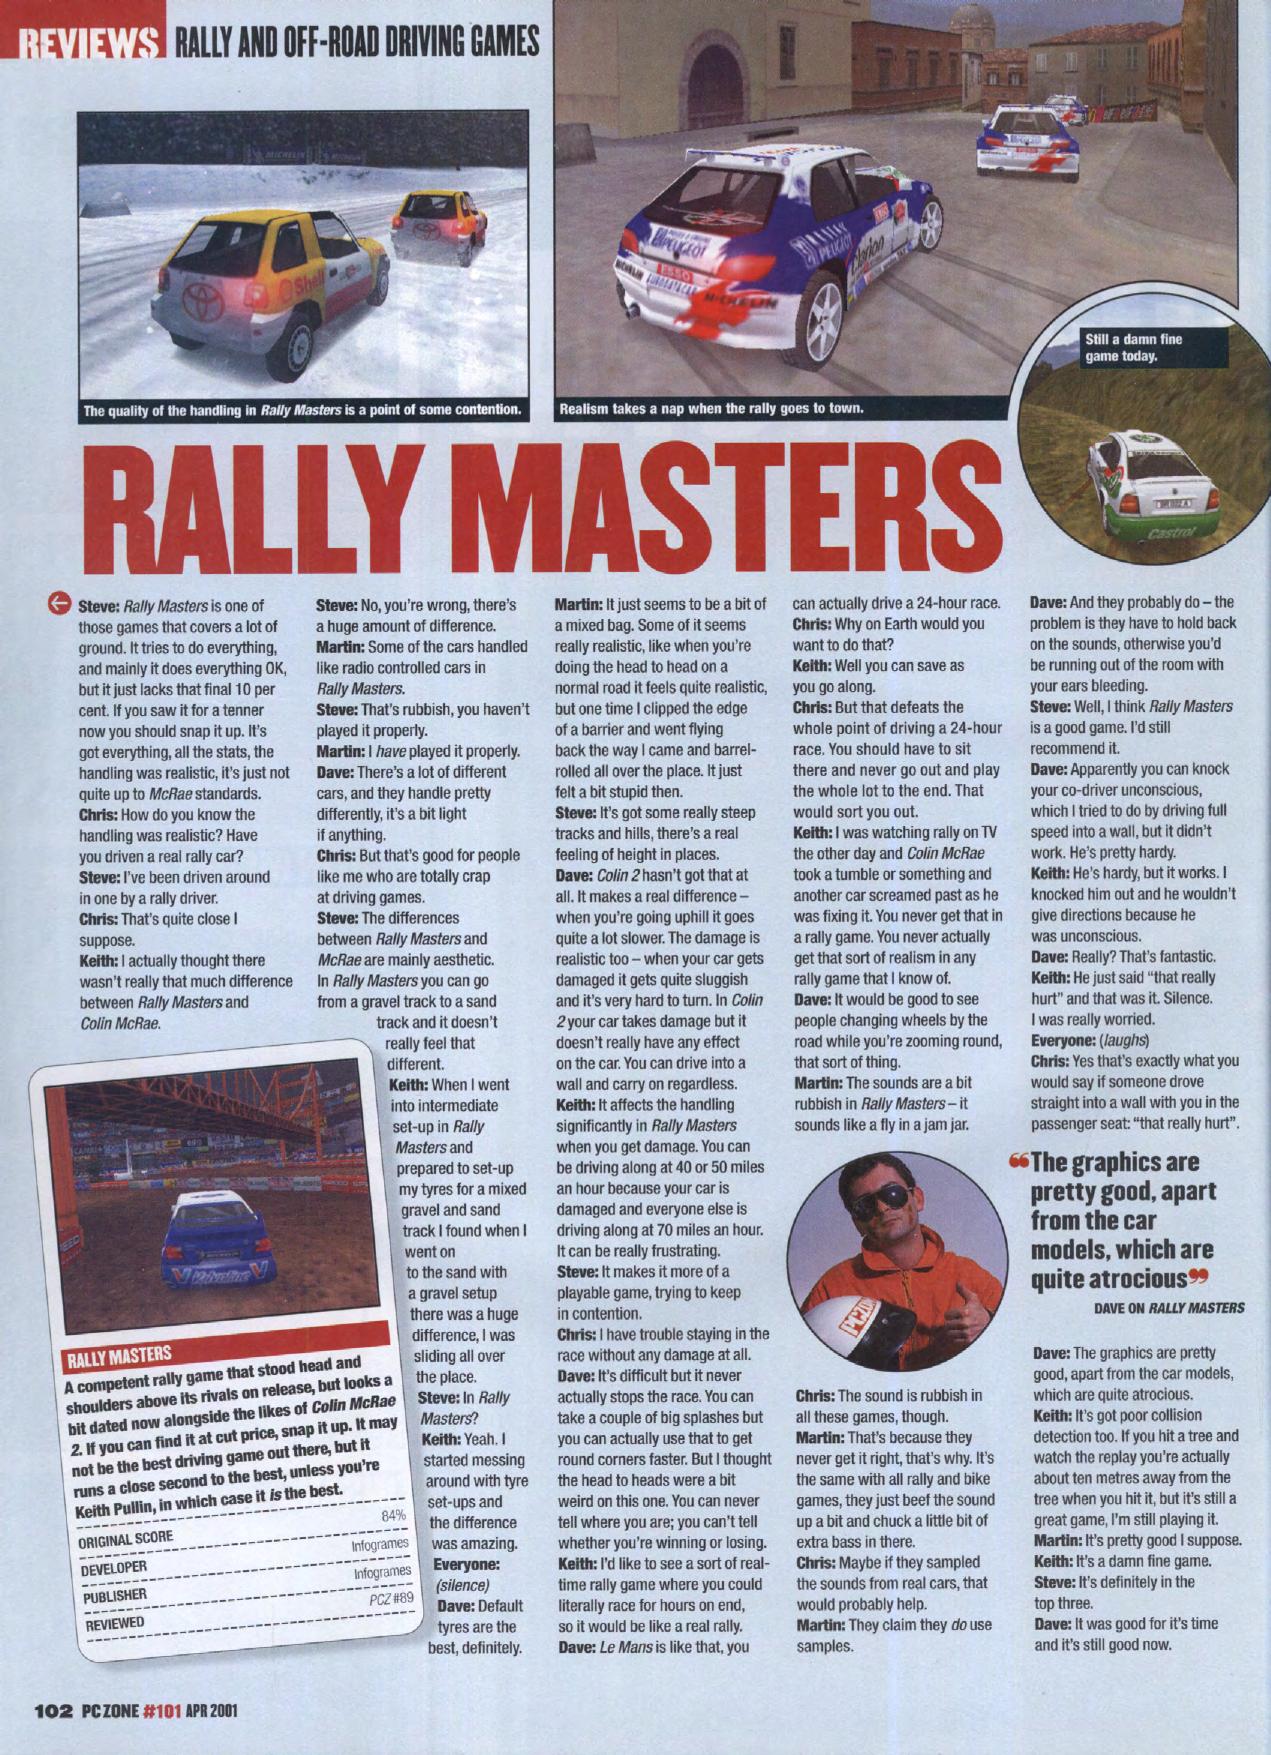 REVIEWS RALLY AND OFF-ROAD DRIVING GAMES
The quality of the handling in Rally Masters is a point of some contention.
Realism takes a nap when the rally goes to town.
Still a damn fine
game today.
RALLY MASTERS
Steve: Rally Masters is one of
those games that covers a lot of
ground. It tries to do everything,
and mainly it does everything OK,
but it just lacks that final 10 per
cent. If you saw it for a tenner
now you should snap it up. It's
got everything, all the stats, the
handling was realistic, it's just not
quite up to McRae standards.
Chris: How do you know the
handling was realistic? Have
you driven a real rally car?
Steve: I've been driven around
in one by a rally driver.
Chris: That's quite close I
suppose.
Keith: I actually thought there
wasn't really that much difference
between Rally Masters and
Colin McRae.
Steve: No, you're wrong, there's
a huge amount of difference.
Martin: Some of the cars handled
like radio controlled cars in
Rally Masters.
Steve: That's rubbish, you haven't
played it properly.
Martin: I have played it properly.
Dave: There's a lot of different
cars, and they handle pretty
differently, it's a bit light
if anything.
Chris: But that's good for people
like me who are totally crap
at driving games.
Steve: The differences
between Rally Masters and
McRae are mainly aesthetic.
In Rally Masters you can go
from a gravel track to a sand
track and it doesn't
really feel that
different.
Keith: When I went
into intermediate
set-up in Rally
Masters and
prepared to set-up
my tyres for a mixed
gravel and sand
track I found when I
went on
to the sand with
a gravel setup
there was a huge
difference, I was
sliding all over
the place.
Steve: In Rally
Masters?
Keith: Yeah. I
started messing
around with tyre
set-ups and
the difference
was amazing.
Everyone:
(silence)
Dave: Default
tyres are the
best, definitely.
Martin: It just seems to be a bit of
a mixed bag. Some of it seems
really realistic, like when you're
doing the head to head on a
normal road it feels quite realistic,
but one time I clipped the edge
of a barrier and went flying
back the way I came and barrel-
rolled all over the place. It just
felt a bit stupid then.
Steve: It's got some really steep
tracks and hills, there's a real
feeling of height in places.
Dave: Colin 2 hasn't got that at
all. It makes a real difference –
when you're going uphill it goes
quite a lot slower. The damage is
realistic too – when your car gets
damaged it gets quite sluggish
and it's very hard to turn. In Colin
2 your car takes damage but it
doesn't really have any effect
on the car. You can drive into a
wall and carry on regardless.
Keith: It affects the handling
significantly in Rally Masters
when you get damage. You can
be driving along at 40 or 50 miles
an hour because your car is
damaged and everyone else is
driving along at 70 miles an hour.
It can be really frustrating.
Steve: It makes it more of a
playable game, trying to keep
in contention.
Chris: I have trouble staying in the
race without any damage at all.
Dave: It's difficult but it never
actually stops the race. You can
take a couple of big splashes but
you can actually use that to get
round corners faster. But I thought
the head to heads were a bit
weird on this one. You can never
tell where you are; you can't tell
whether you're winning or losing.
Keith: I'd like to see a sort of real-
time rally game where you could
literally race for hours on end,
so it would be like a real rally.
Dave: Le Mans is like that, you
can actually drive a 24-hour race.
Chris: Why on Earth would you
want to do that?
Keith: Well you can save as
you go along.
Chris: But that defeats the
whole point of driving a 24-hour
race. You should have to sit
there and never go out and play
the whole lot to the end. That
would sort you out.
Keith: I was watching rally on TV
the other day and Colin McRae
took a tumble or something and
another car screamed past as he
was fixing it. You never get that in
a rally game. You never actually
get that sort of realism in any
rally game that I know of.
Dave: It would be good to see
people changing wheels by the
road while you're zooming round,
that sort of thing.
Martin: The sounds are a bit
rubbish in Rally Masters – it
sounds like a fly in a jam jar.
PCZONE
Chris: The sound is rubbish in
all these games, though.
Martin: That's because they
never get it right, that's why. It's
the same with all rally and bike
games, they just beef the sound
up a bit and chuck a little bit of
extra bass in there.
Chris: Maybe if they sampled
the sounds from real cars, that
would probably help.
Martin: They claim they do use
samples.
Dave: And they probably do – the
problem is they have to hold back
on the sounds, otherwise you'd
be running out of the room with
your ears bleeding.
Steve: Well, I think Rally Masters
is a good game. I'd still
recommend it.
Dave: Apparently you can knock
your co-driver unconscious,
which I tried to do by driving full
speed into a wall, but it didn't
work. He's pretty hardy.
Keith: He's hardy, but it works. I
knocked him out and he wouldn't
give directions because he
was unconscious.
Dave: Really? That's fantastic.
Keith: He just said "that really
hurt" and that was it. Silence.
I was really worried.
Everyone: (laughs)
Chris: Yes that's exactly what you
would say if someone drove
straight into a wall with you in the
passenger seat: "that really hurt".
“The graphics are
pretty good, apart
from the car
models, which are
quite atrocious”
DAVE ON RALLY MASTERS
Dave: The graphics are pretty
good, apart from the car models,
which are quite atrocious.
Keith: It's got poor collision
detection too. If you hit a tree and
watch the replay you're actually
about ten metres away from the
tree when you hit it, but it's still a
great game, I'm still playing it.
Martin: It's pretty good I suppose.
Keith: It's a damn fine game.
Steve: It's definitely in the
top three.
Dave: It was good for it's time
and it's still good now.
RALLY MASTERS
A competent rally game that stood head and
shoulders above its rivals on release, but looks a
bit dated now alongside the likes of Colin McRae
2. If you can find it at cut price, snap it up. It may
not be the best driving game out there, but it
runs a close second to the best, unless you're
Keith Pullin, in which case it is the best.
ORIGINAL SCORE 84%
DEVELOPER Infogrames
PUBLISHER Infogrames
REVIEWED PCZ #89
Shell
PEUGEOT
ESSO
MICHELIN
PEUGEOT
Castrol
Valvoline
102 PCZONE #101 APR 2001